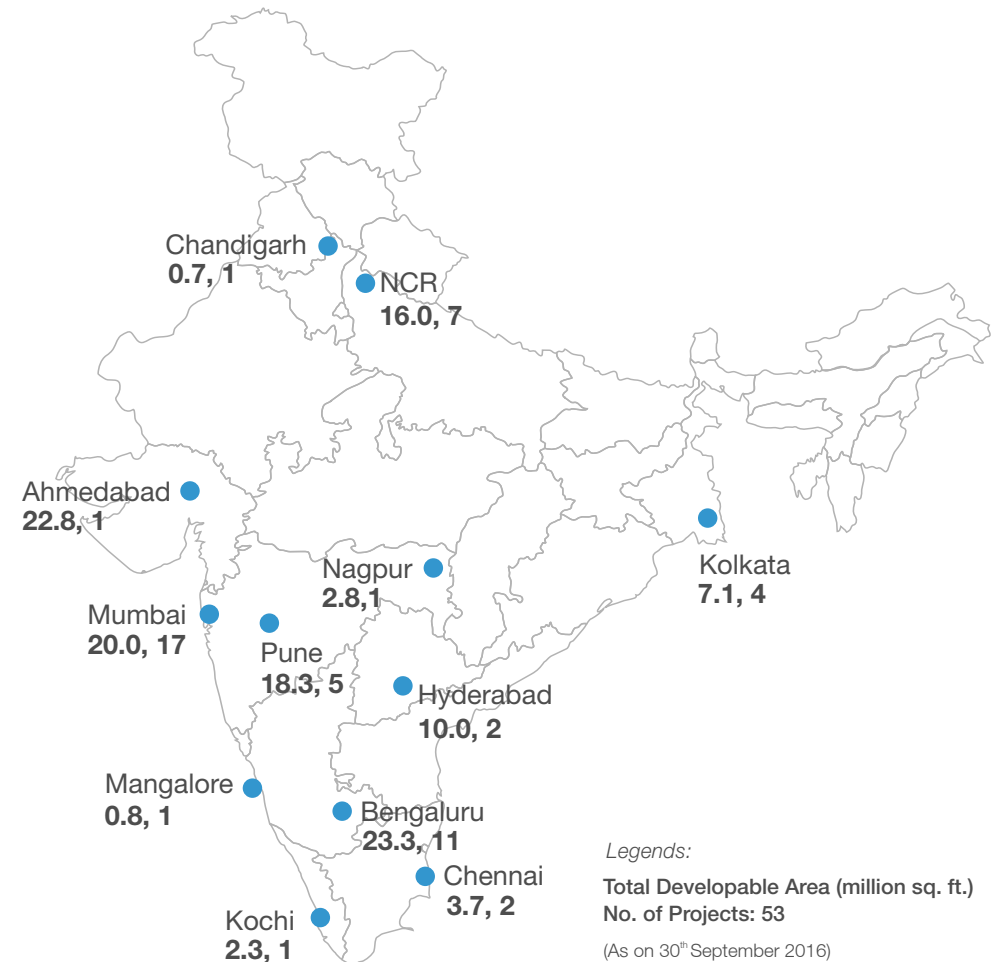 Chandigarh
0.7, 1
NCR
16.0, 7
Ahmedabad
22.8, 1
Nagpur
2.8,1
Kolkata
7.1, 4
Mumbai
20.0, 17
Pune
18.3, 5
Hyderabad
10.0, 2
Mangalore
0.8, 1
Bengaluru
23.3, 11
Chennai
3.7, 2
Kochi
2.3, 1
Legends:
Total Developable Area (million sq. ft.)
No. of Projects: 53
(As on 30th September 2016)